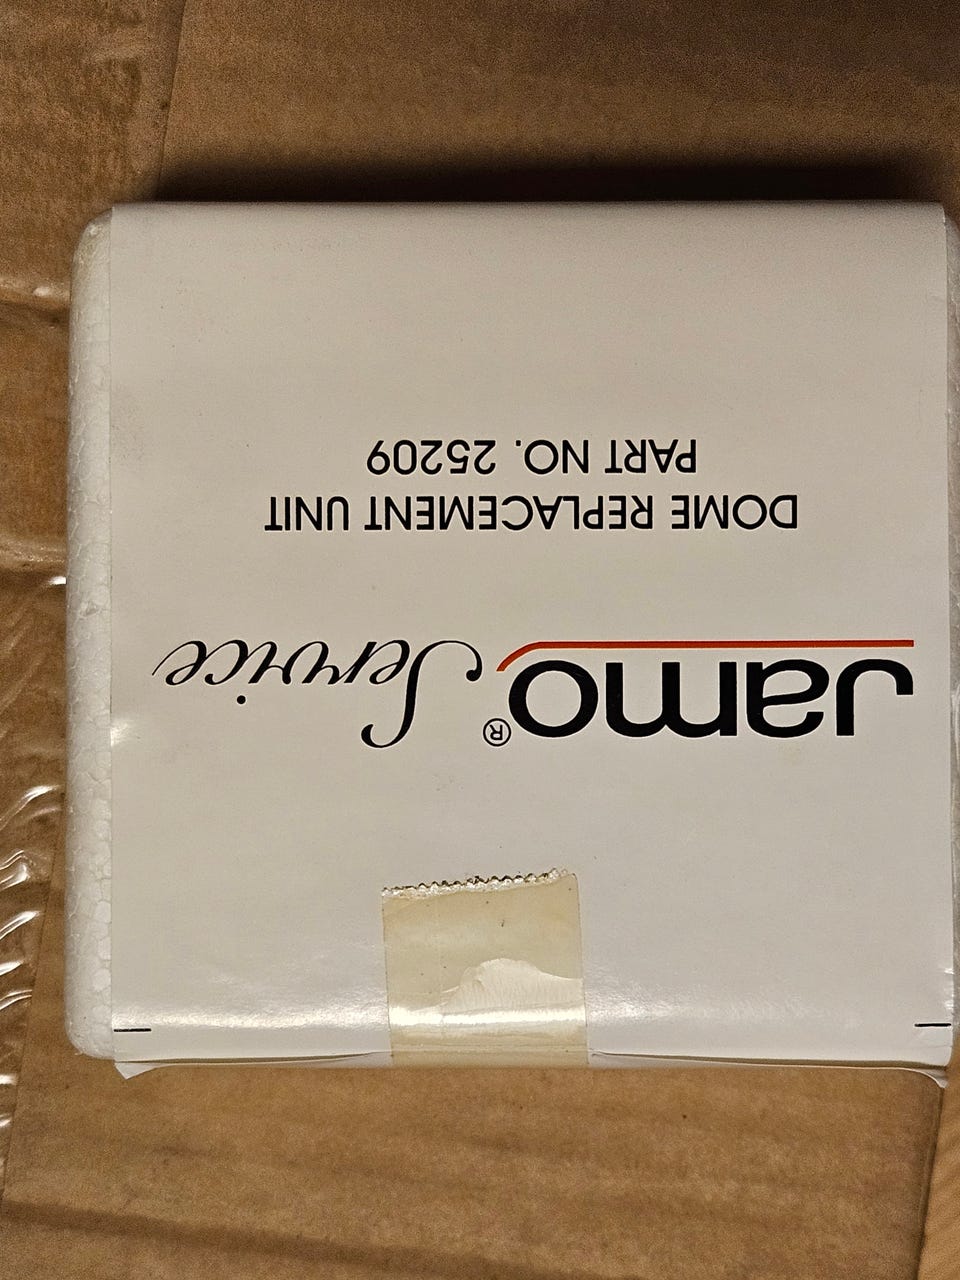 Jamo® Service
DOME REPLACEMENT UNIT
PART NO. 25209